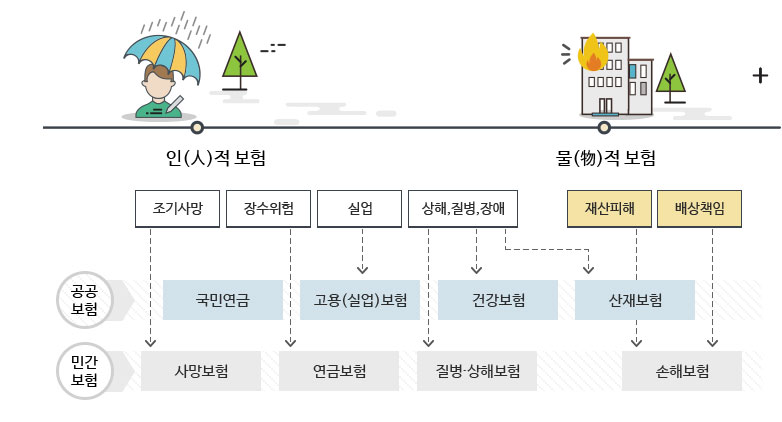 인(人)적 보험
물(物)적 보험
조기사망
장수위험
실업
상해,질병,장애
재산피해
배상책임
공공
보험
국민연금
고용(실업)보험
건강보험
산재보험
민간
보험
사망보험
연금보험
질병·상해보험
손해보험